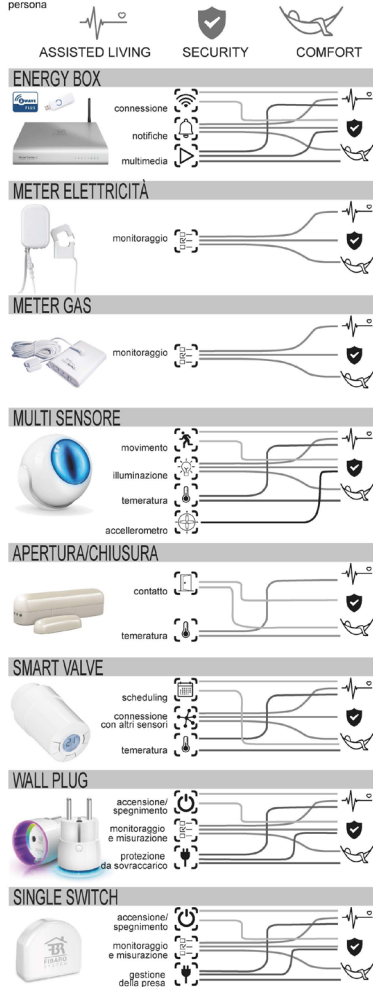 persona
ASSISTED LIVING
SECURITY
COMFORT
ENERGY BOX
connessione
notifiche
multimedia
METER ELETTRICITÀ
monitoraggio
METER GAS
monitoraggio
MULTI SENSORE
movimento
illuminazione
temeratura
accellerometro
APERTURA/CHIUSURA
contatto
temeratura
SMART VALVE
scheduling
connessione
con altri sensori
temeratura
WALL PLUG
accensione/
spegnimento
monitoraggio
e misurazione
protezione
da sovraccarico
SINGLE SWITCH
accensione/
spegnimento
monitoraggio
e misurazione
gestione
della presa
FIBARO
SYSTEM